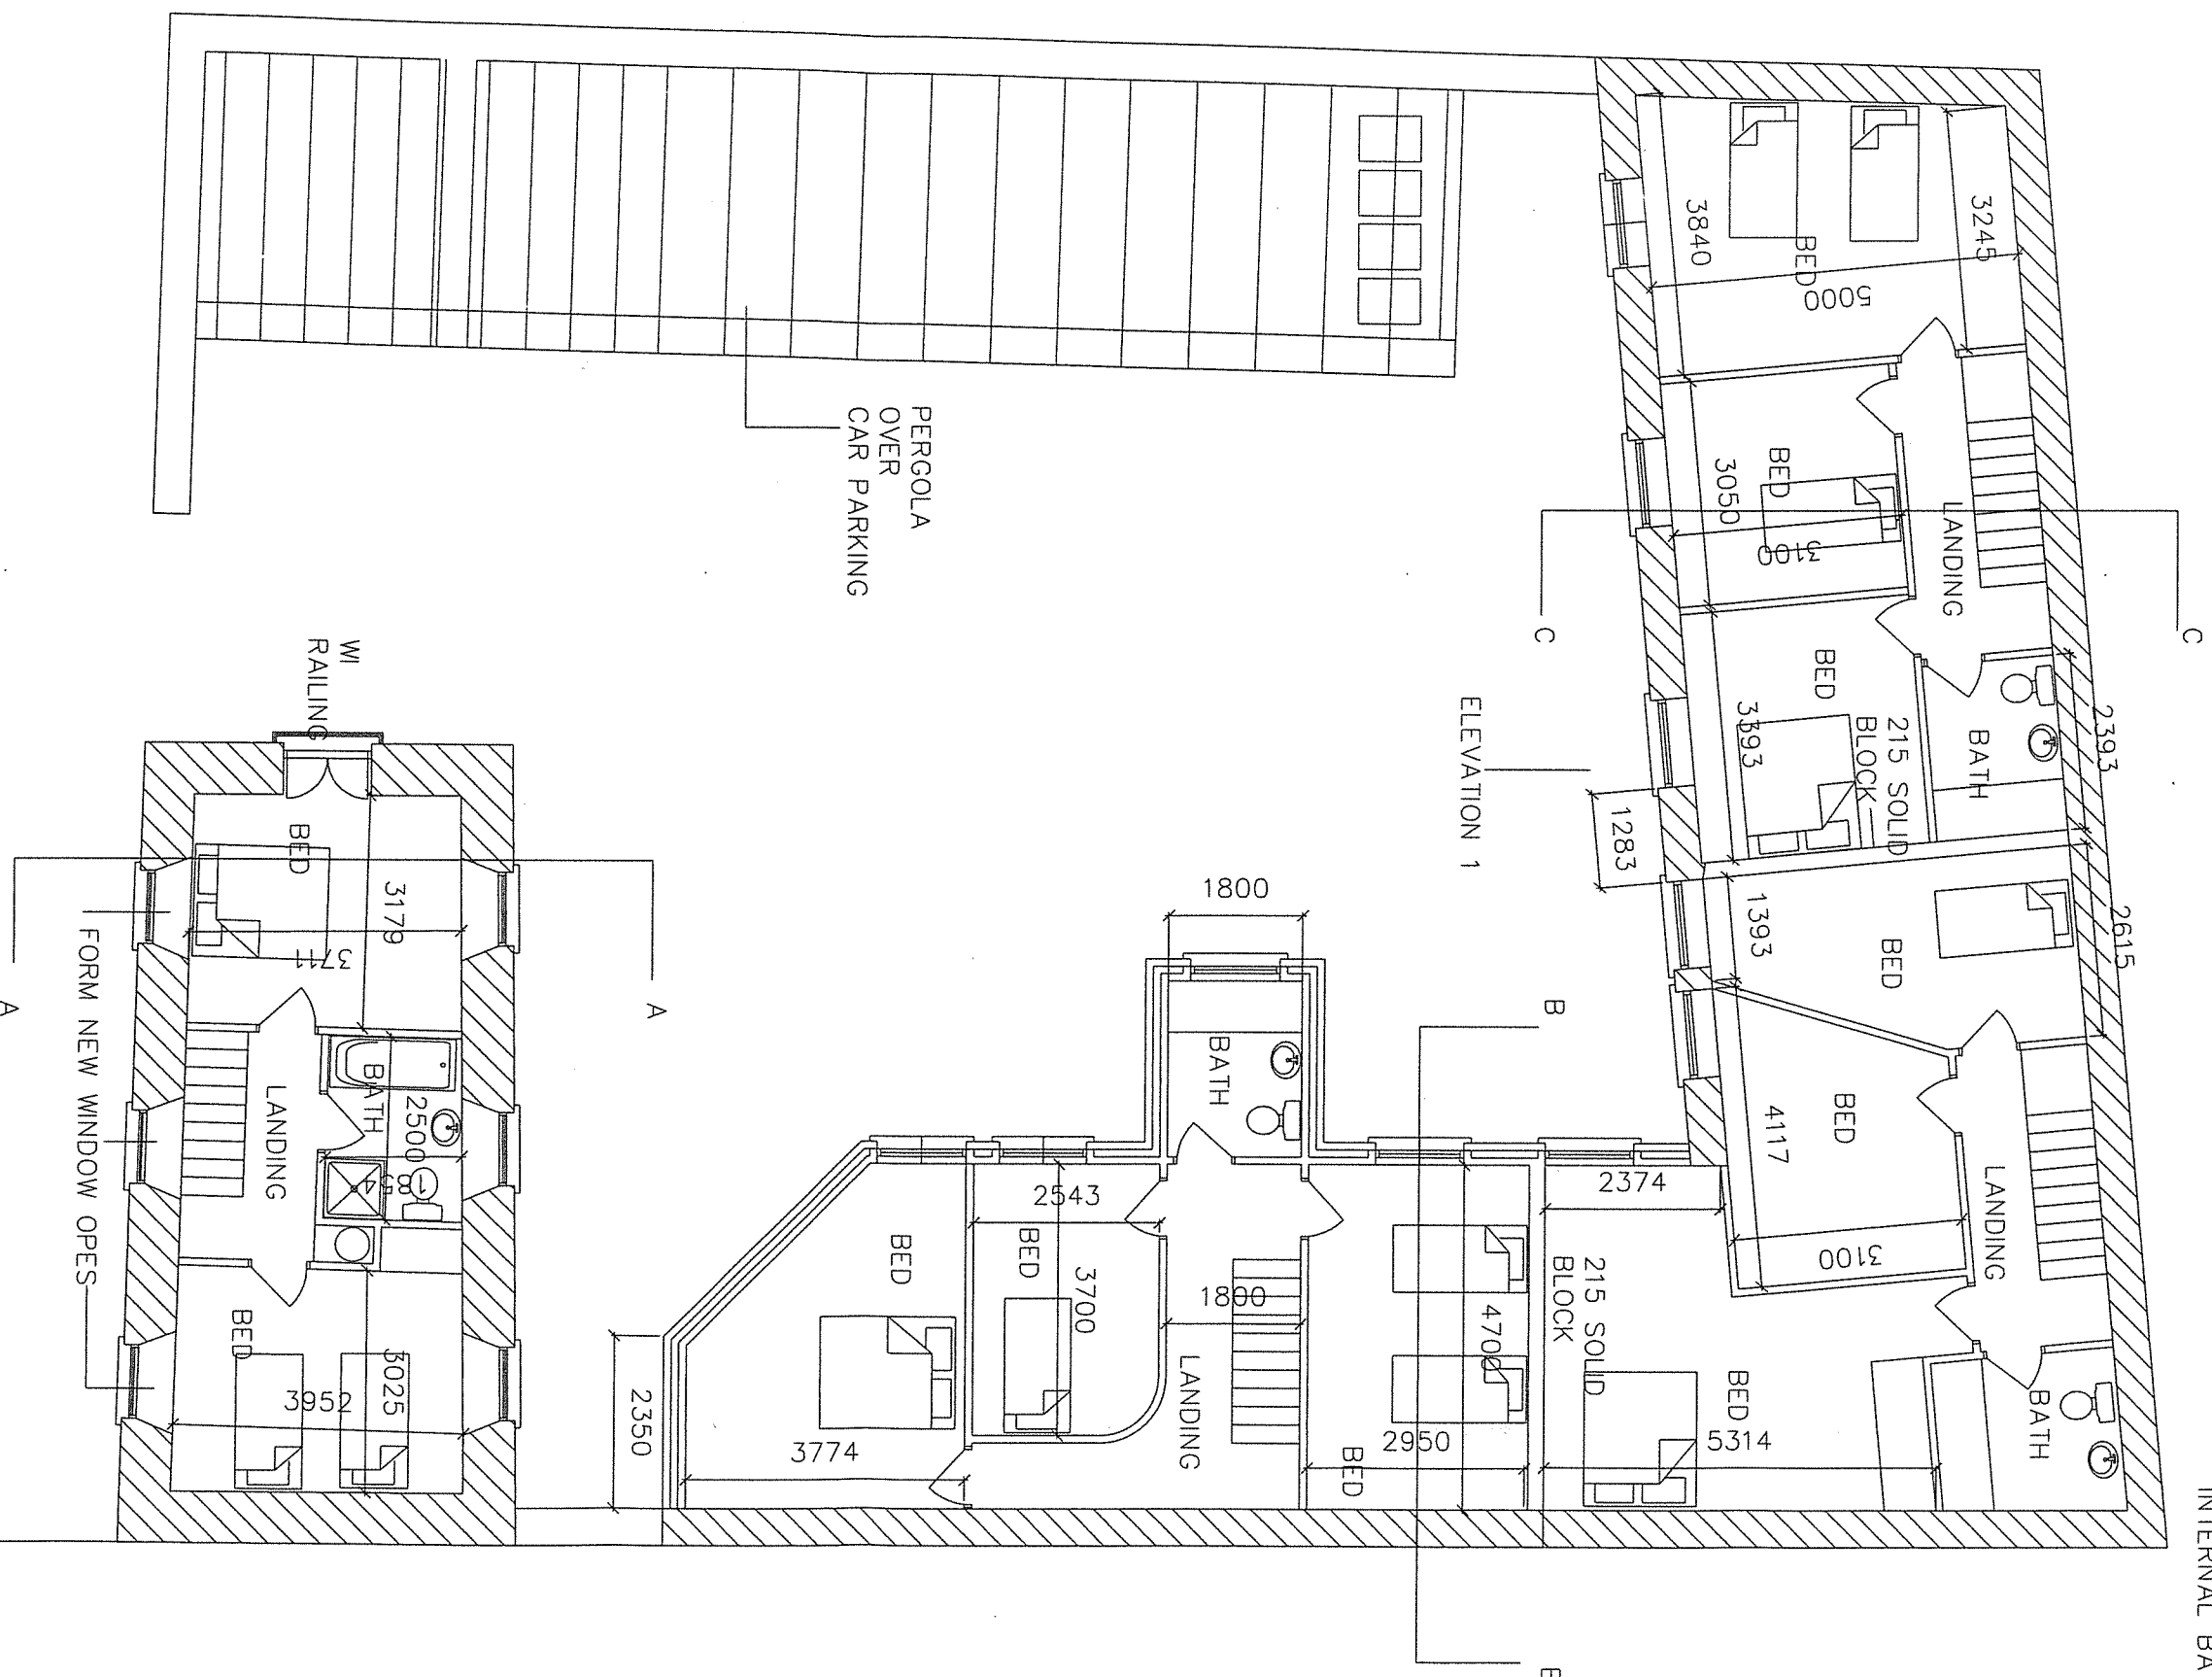 INTERNAL BA
C
C
2393
2615
3245
3840
BED
5000
BED
3050
3100
LANDING
BED
3393
215 SOLID
BLOCK
BATH
ELEVATION 1
1283
1393
BED
BED
4117
3100
LANDING
BATH
BED
5314
215 SOLID
BLOCK
2374
B
1800
BATH
BED
4700
2950
1800
LANDING
2543
BED
3700
BED
3774
2350
PERGOLA
OVER
CAR PARKING
WI
RAILING
A
A
BED
3179
3711
BATH
2500
LANDING
BED
3025
3952
FORM NEW WINDOW OPES